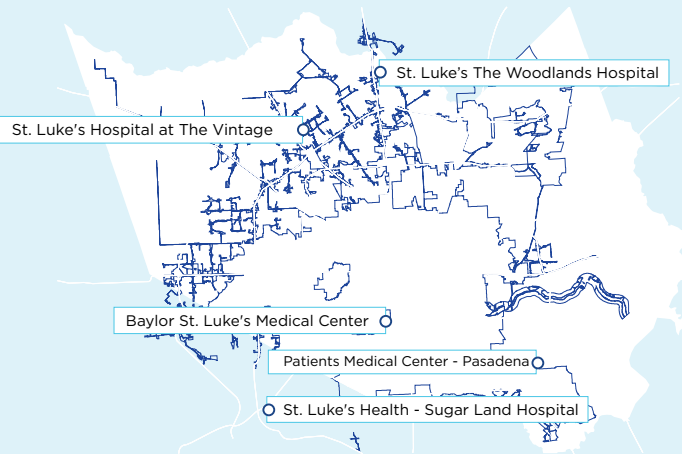 St. Luke’s The Woodlands Hospital
St. Luke's Hospital at The Vintage
Baylor St. Luke's Medical Center
Patients Medical Center - Pasadena
St. Luke's Health - Sugar Land Hospital